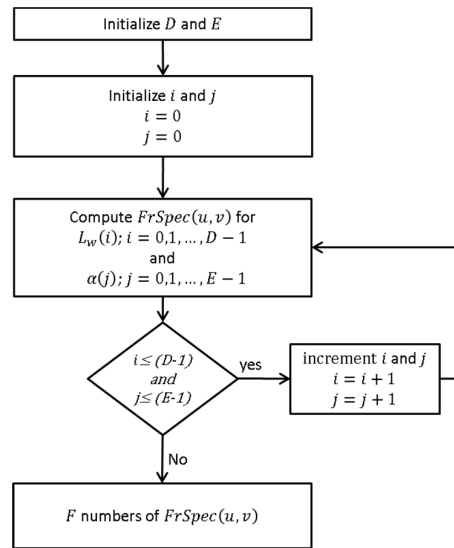 Initialize D and E
Initialize i and j
i = 0
j = 0
Compute FrSpec(u, v) for
L_w(i); i = 0,1, ..., D − 1
and
α(j); j = 0,1, ..., E − 1
i ≤ (D-1)
and
j ≤ (E-1)
yes
increment i and j
i = i + 1
j = j + 1
No
F numbers of FrSpec(u, v)